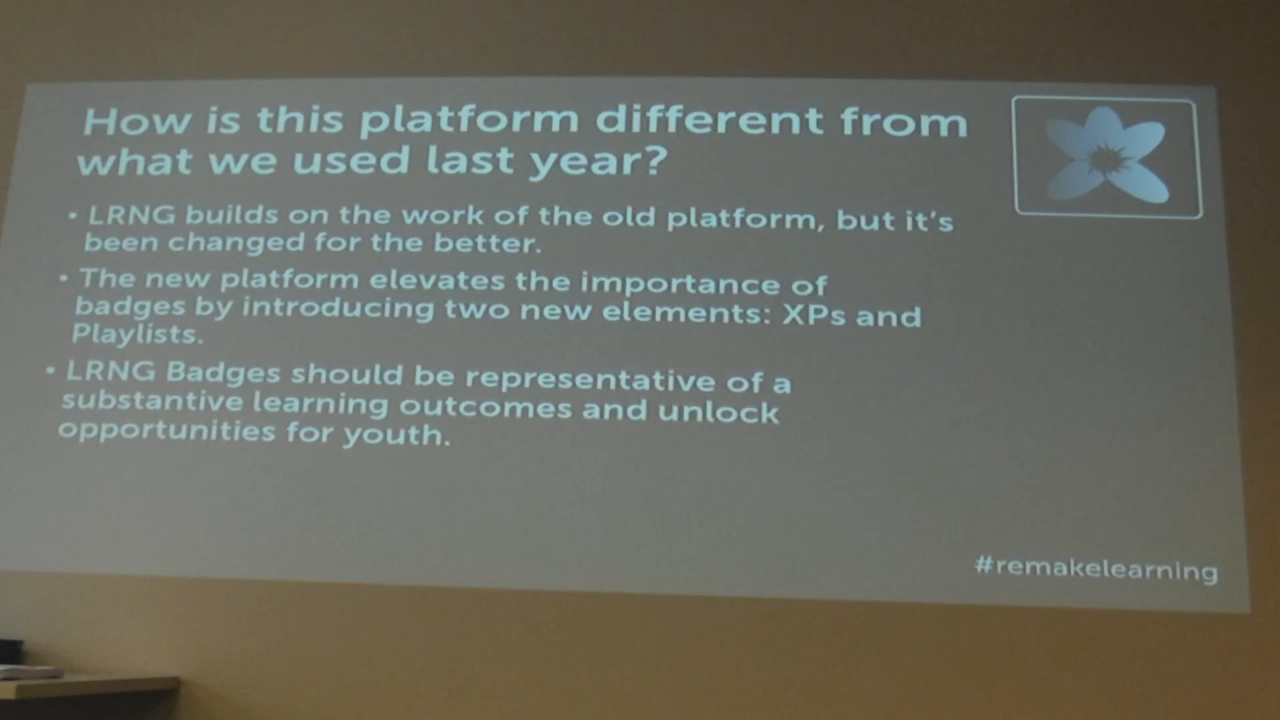 How is this platform different from
what we used last year?
• LRNG builds on the work of the old platform, but it's
been changed for the better.
• The new platform elevates the importance of
badges by introducing two new elements: XPs and
Playlists.
• LRNG Badges should be representative of a
substantive learning outcomes and unlock
opportunities for youth.
#remakelearning